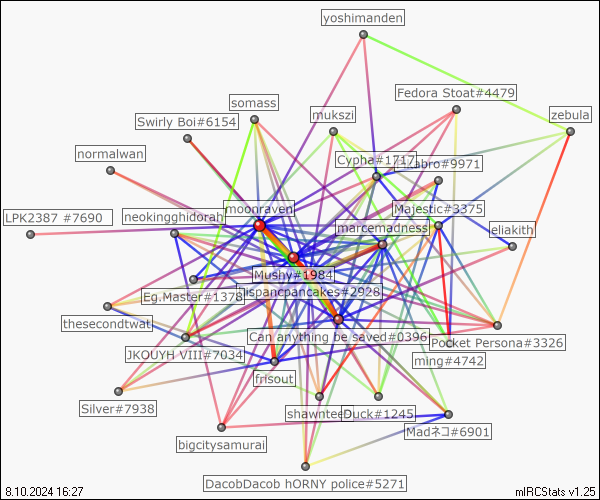 yoshimanden
Fedora Stoat#4479
somass
mukszi
zebula
Swirly Boi#6154
normalwan
Cypha#1717
kabro#9971
LPK2387 #7690
neokingghidorah
moonraven
Majestic#3375
marcemadness
eliakith
Mushy#1984
Eg.Master#1378
hispancpancakes#2928
thesecondtwat
Can anything be saved#0396
Pocket Persona#3326
JKOUYH VIII#7034
ming#4742
frisout
Silver#7938
shawntee
Duck#1245
Madネコ#6901
bigcitysamurai
DacobDacob hORNY police#5271
8.10.2024 16:27
mIRCStats v1.25